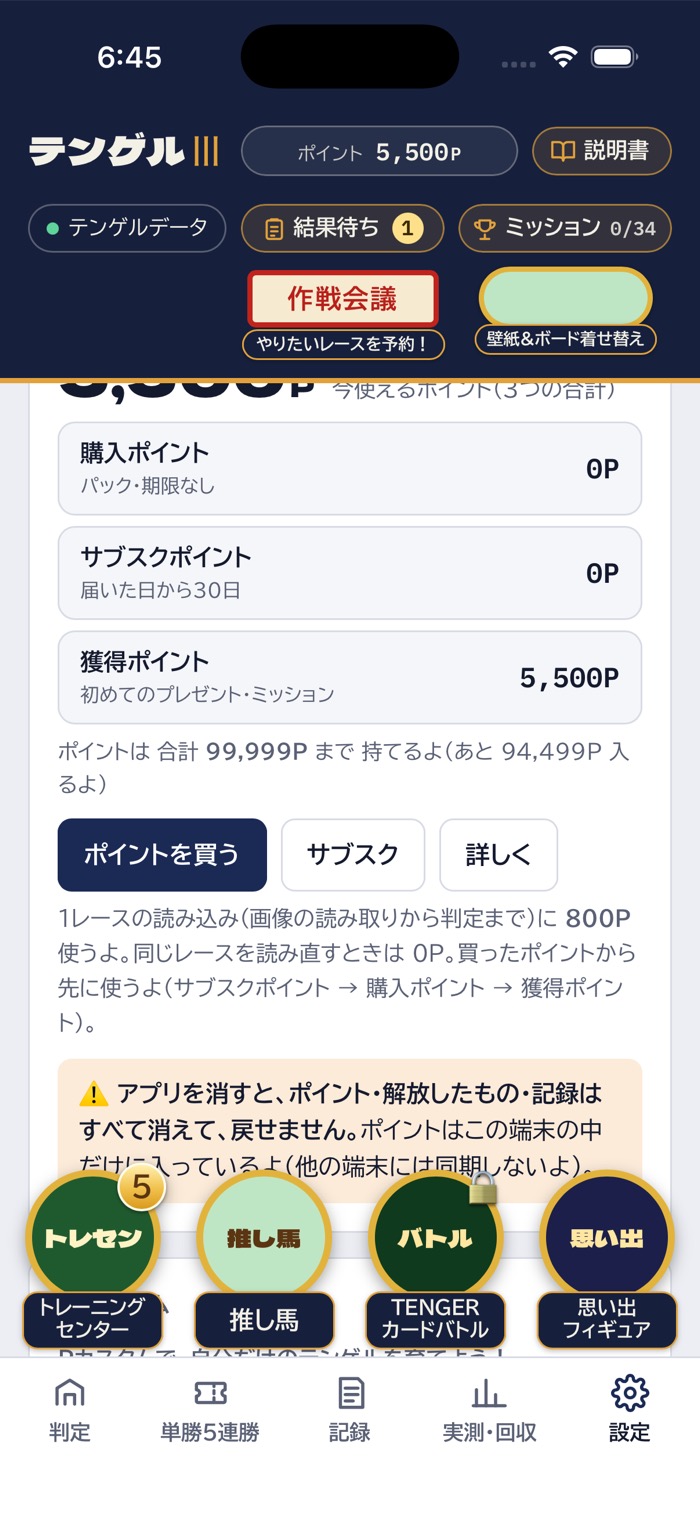 6:45
テンゲル
ポイント 5,500P
説明書
テンゲルデータ
結果待ち 1
ミッション 0/34
作戦会議
やりたいレースを予約！
壁紙&ボード着せ替え
今使えるポイント(3つの合計)
購入ポイント
パック・期限なし
0P
サブスクポイント
届いた日から30日
0P
獲得ポイント
初めてのプレゼント・ミッション
5,500P
ポイントは 合計 99,999P まで 持てるよ(あと 94,499P 入
るよ)
ポイントを買う
サブスク
詳しく
1レースの読み込み(画像の読み取りから判定まで)に 800P
使うよ。同じレースを読み直すときは 0P。買ったポイントから
先に使うよ(サブスクポイント → 購入ポイント → 獲得ポイン
ト)。
⚠️ アプリを消すと、ポイント・解放したもの・記録は
すべて消えて、戻せません。ポイントはこの端末の中
だけに入っているよ(他の端末には同期しないよ)。
5
トレセン
推し馬
バトル
思い出
トレーニング
センター
推し馬
TENGER
カードバトル
思い出
フィギュア
判定
単勝5連勝
記録
実測・回収
設定